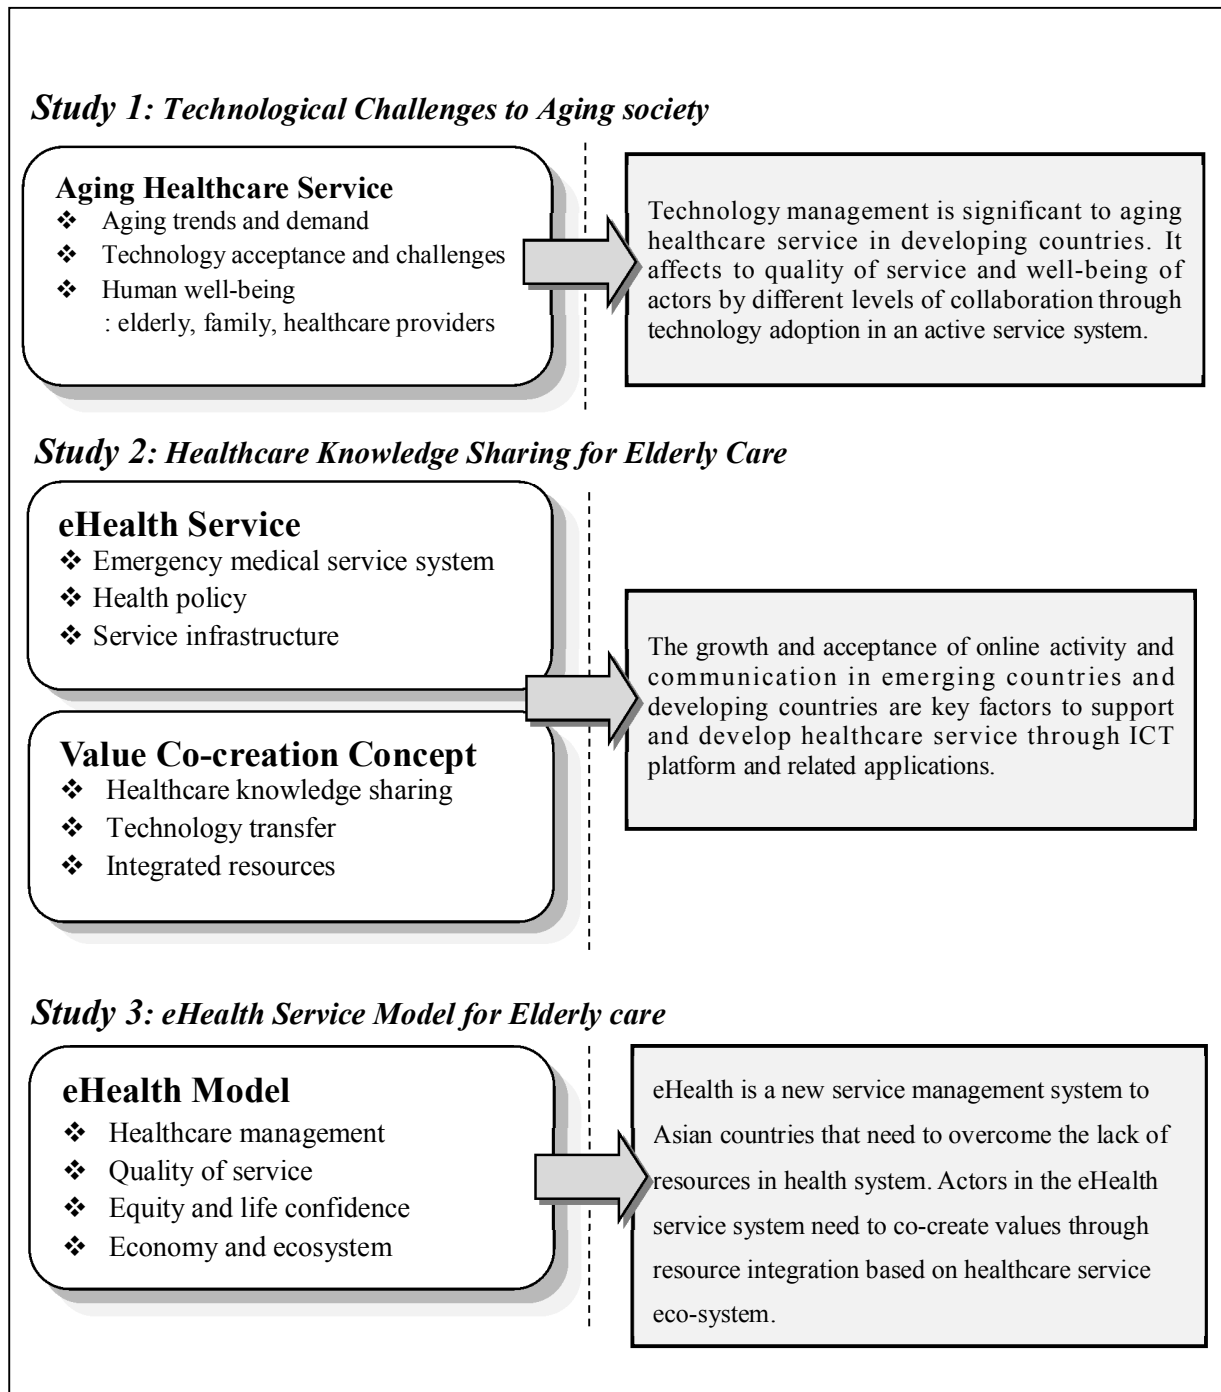 Study 1: Technological Challenges to Aging society
Aging Healthcare Service
❖ Aging trends and demand
❖ Technology acceptance and challenges
❖ Human well-being
: elderly, family, healthcare providers
Technology management is significant to aging
healthcare service in developing countries. It
affects to quality of service and well-being of
actors by different levels of collaboration through
technology adoption in an active service system.
Study 2: Healthcare Knowledge Sharing for Elderly Care
eHealth Service
❖ Emergency medical service system
❖ Health policy
❖ Service infrastructure
Value Co-creation Concept
❖ Healthcare knowledge sharing
❖ Technology transfer
❖ Integrated resources
The growth and acceptance of online activity and
communication in emerging countries and
developing countries are key factors to support
and develop healthcare service through ICT
platform and related applications.
Study 3: eHealth Service Model for Elderly care
eHealth Model
❖ Healthcare management
❖ Quality of service
❖ Equity and life confidence
❖ Economy and ecosystem
eHealth is a new service management system to
Asian countries that need to overcome the lack of
resources in health system. Actors in the eHealth
service system need to co-create values through
resource integration based on healthcare service
eco-system.